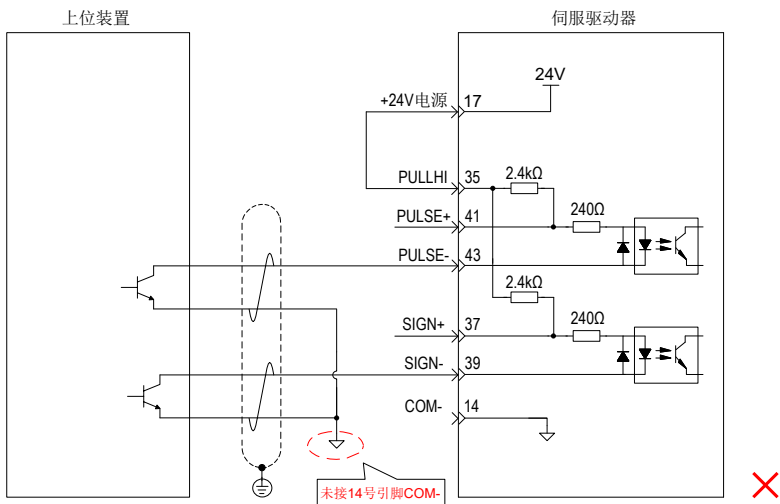 上位装置
伺服驱动器
24V
+24V电源 17
PULLHI 35
2.4kΩ
PULSE+ 41
240Ω
PULSE- 43
2.4kΩ
SIGN+ 37
240Ω
SIGN- 39
COM- 14
未接14号引脚COM-